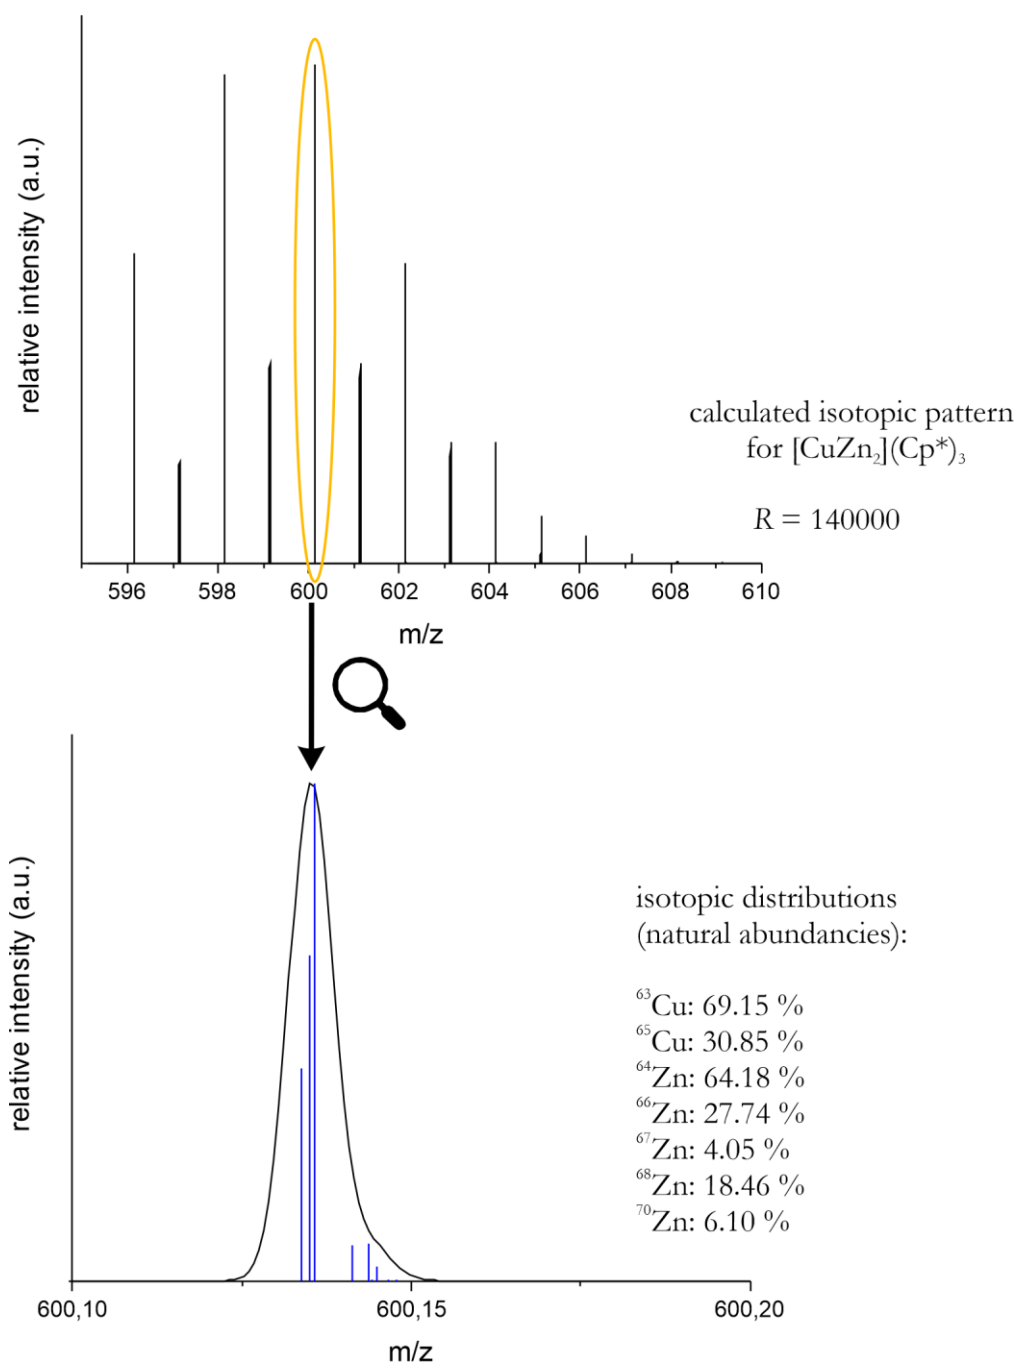 relative intensity (a.u.)
596 598 600 602 604 606 608 610
m/z
calculated isotopic pattern
for [CuZn₂](Cp*)₃
R = 140000
relative intensity (a.u.)
600,10 600,15 600,20
m/z
isotopic distributions
(natural abundancies):
⁶³Cu: 69.15 %
⁶⁵Cu: 30.85 %
⁶⁴Zn: 64.18 %
⁶⁶Zn: 27.74 %
⁶⁷Zn: 4.05 %
⁶⁸Zn: 18.46 %
⁷⁰Zn: 6.10 %